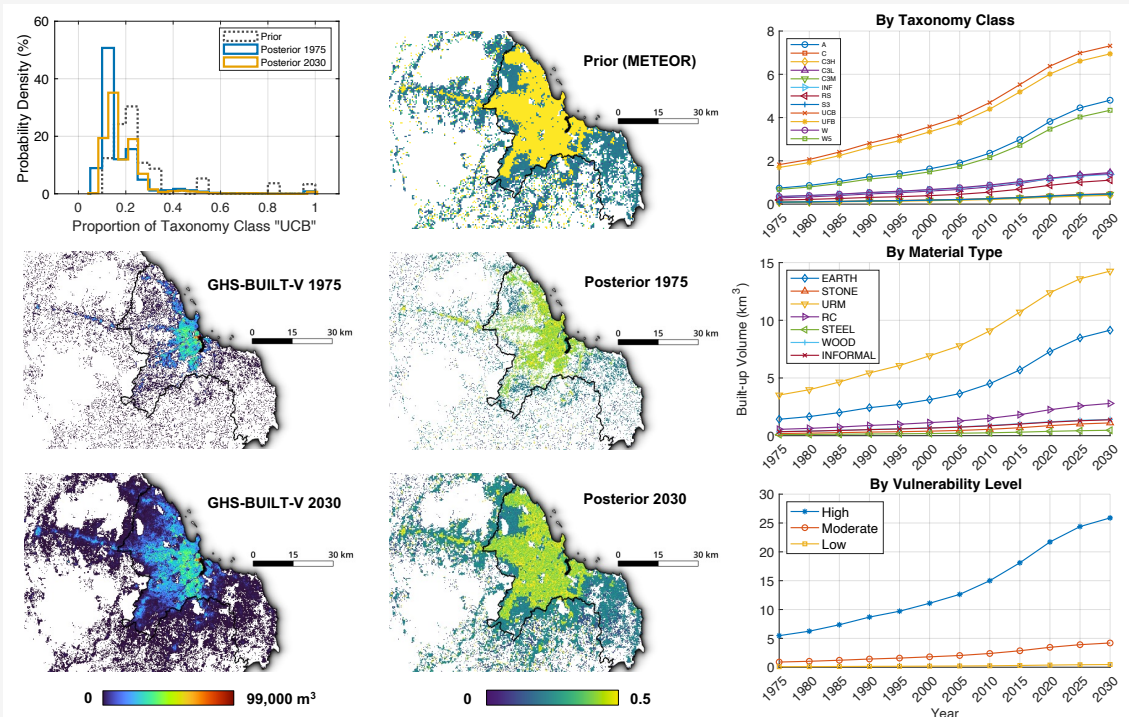 60
40
20
0
Probability Density (%)
0
0.2
0.4
0.6
0.8
1
Proportion of Taxonomy Class "UCB"
Prior
Posterior 1975
Posterior 2030
Prior (METEOR)
0 15 30 km
By Taxonomy Class
8
6
4
2
0
A
C
C3H
C3L
C3M
INF
RS
S3
UCB
UFB
W
W5
1975 1980 1985 1990 1995 2000 2005 2010 2015 2020 2025 2030
GHS-BUILT-V 1975
0 15 30 km
Posterior 1975
0 15 30 km
By Material Type
15
10
5
0
Built-up Volume (km³)
EARTH
STONE
URM
RC
STEEL
WOOD
INFORMAL
1975 1980 1985 1990 1995 2000 2005 2010 2015 2020 2025 2030
GHS-BUILT-V 2030
0 15 30 km
0 99,000 m³
Posterior 2030
0 15 30 km
0 0.5
By Vulnerability Level
30
25
20
15
10
5
0
High
Moderate
Low
1975 1980 1985 1990 1995 2000 2005 2010 2015 2020 2025 2030
Year